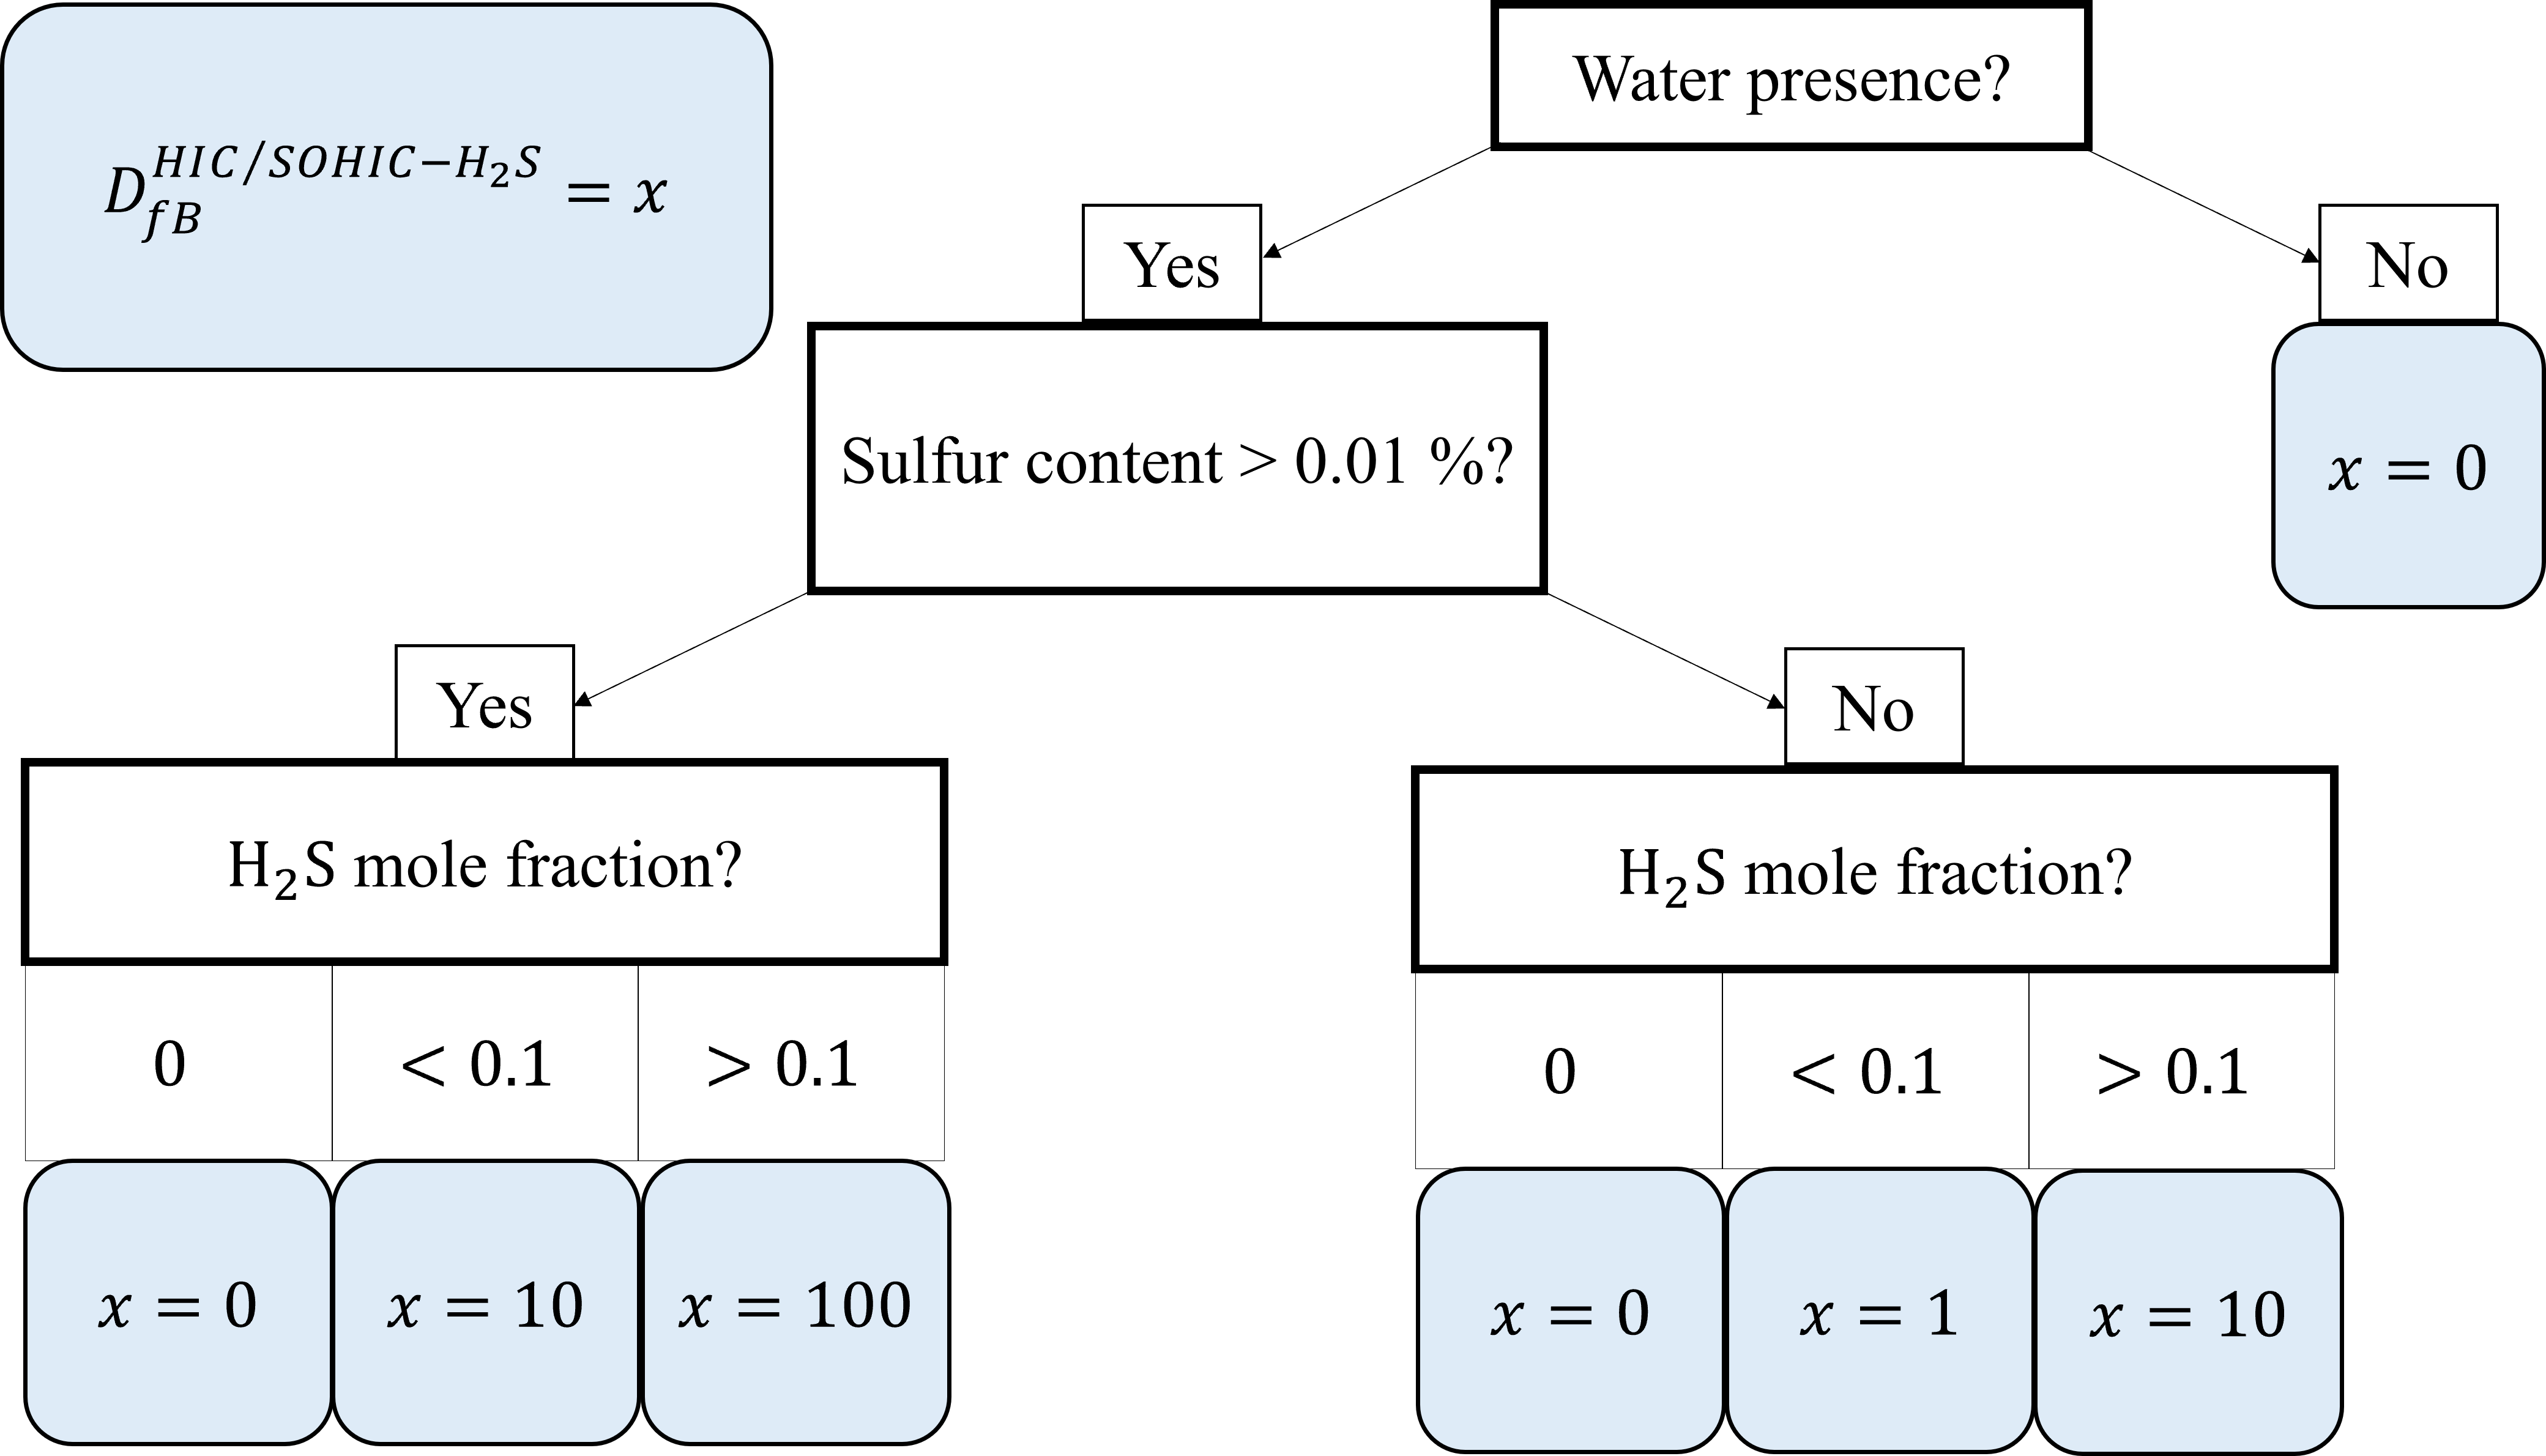 D_{fB}^{HIC/SOHIC−H₂S} = x
Water presence?
Yes
No
Sulfur content > 0.01 %?
x = 0
Yes
No
H₂S mole fraction?
0
< 0.1
> 0.1
x = 0
x = 10
x = 100
H₂S mole fraction?
0
< 0.1
> 0.1
x = 0
x = 1
x = 10